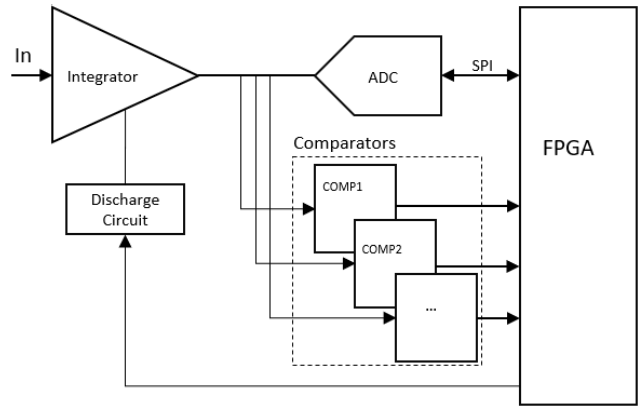 In
Integrator
ADC
SPI
FPGA
Comparators
COMP1
COMP2
...
Discharge
Circuit